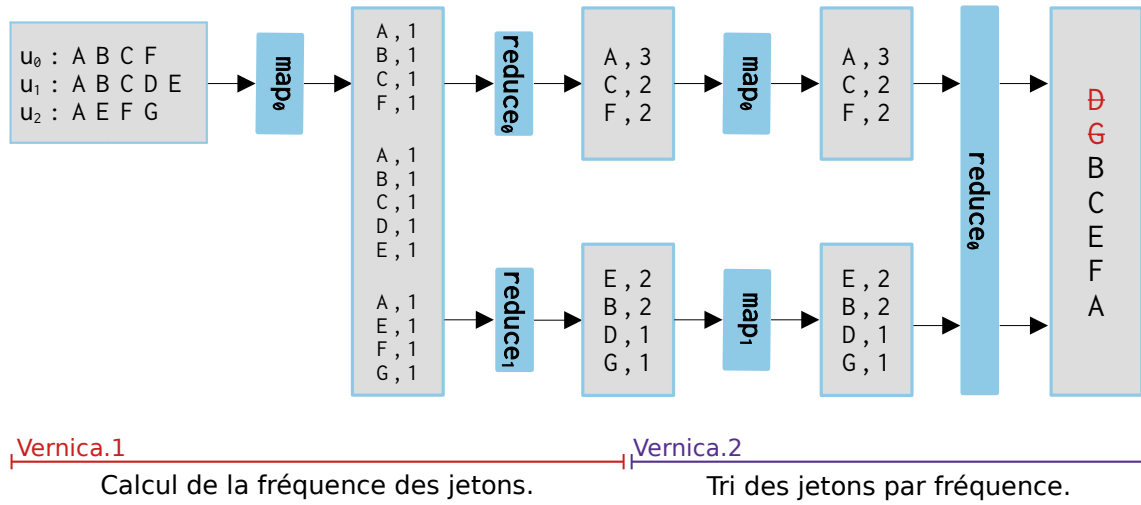 u₀ : A B C F
u₁ : A B C D E
u₂ : A E F G
map₀
A , 1
B , 1
C , 1
F , 1
A , 1
B , 1
C , 1
D , 1
E , 1
A , 1
E , 1
F , 1
G , 1
reduce₀
A , 3
C , 2
F , 2
map₀
A , 3
C , 2
F , 2
reduce₁
E , 2
B , 2
D , 1
G , 1
map₁
E , 2
B , 2
D , 1
G , 1
reduce₀
D
G
B
C
E
F
A
Vernica.1
Calcul de la fréquence des jetons.
Vernica.2
Tri des jetons par fréquence.